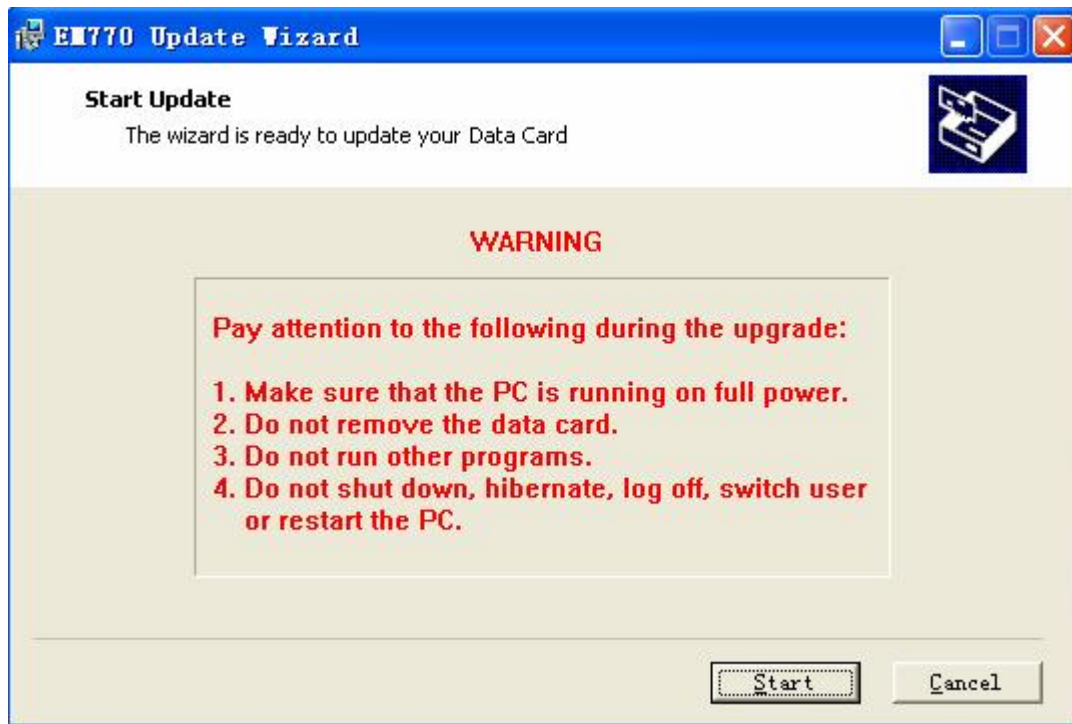 EM770 Update Wizard
Start Update
The wizard is ready to update your Data Card
WARNING
Pay attention to the following during the upgrade:
1. Make sure that the PC is running on full power.
2. Do not remove the data card.
3. Do not run other programs.
4. Do not shut down, hibernate, log off, switch user
or restart the PC.
Start
Cancel